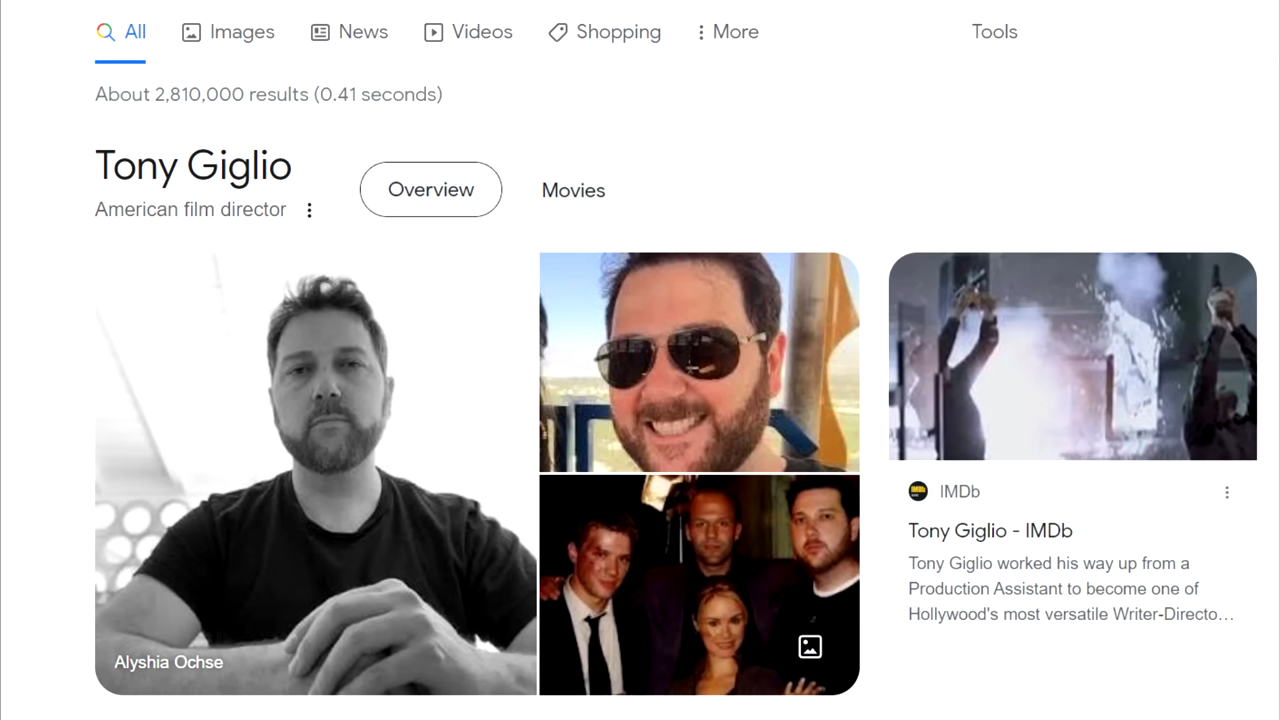 All Images News Videos Shopping More Tools
About 2,810,000 results (0.41 seconds)
Tony Giglio
American film director
Overview Movies
Alyshia Ochse
IMDb
Tony Giglio - IMDb
Tony Giglio worked his way up from a
Production Assistant to become one of
Hollywood's most versatile Writer-Directo…